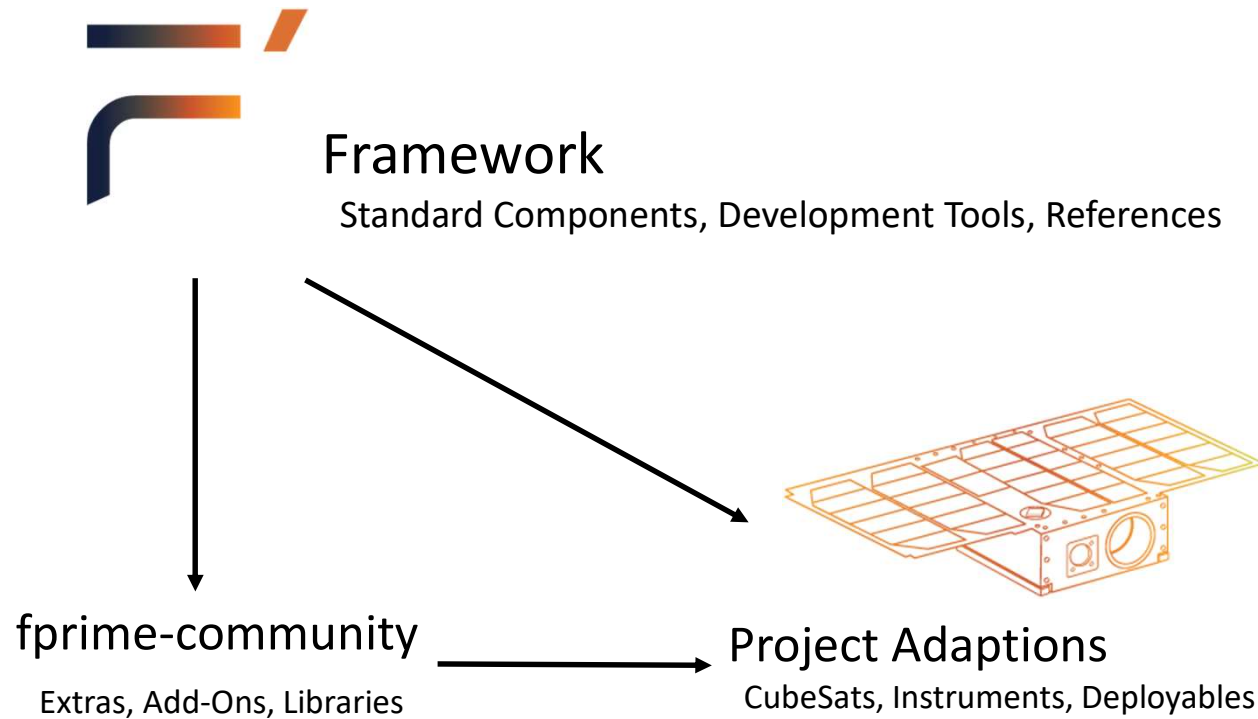 F'
Framework
Standard Components, Development Tools, References
fprime-community
Extras, Add-Ons, Libraries
Project Adaptions
CubeSats, Instruments, Deployables